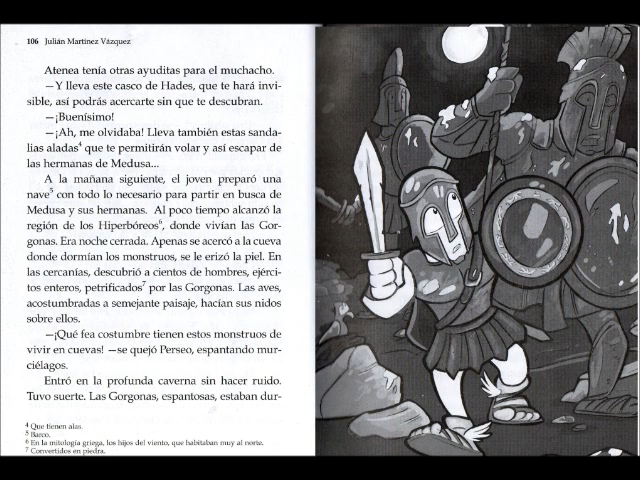 106 Julián Martínez Vázquez
Atenea tenía otras ayuditas para el muchacho.
—Y lleva este casco de Hades, que te hará invi-
sible, así podrás acercarte sin que te descubran.
—¡Buenísimo!
—¡Ah, me olvidaba! Lleva también estas sanda-
lias aladas⁴ que te permitirán volar y así escapar de
las hermanas de Medusa...
A la mañana siguiente, el joven preparó una
nave⁵ con todo lo necesario para partir en busca de
Medusa y sus hermanas. Al poco tiempo alcanzó la
región de los Hiperbóreos⁶, donde vivían las Gor-
gonas. Era noche cerrada. Apenas se acercó a la cueva
donde dormían los monstruos, se le erizó la piel. En
las cercanías, descubrió a cientos de hombres, ejérci-
tos enteros, petrificados⁷ por las Gorgonas. Las aves,
acostumbradas a semejante paisaje, hacían sus nidos
sobre ellos.
—¡Qué fea costumbre tienen estos monstruos de
vivir en cuevas! —se quejó Perseo, espantando mur-
ciélagos.
Entró en la profunda caverna sin hacer ruido.
Tuvo suerte. Las Gorgonas, espantosas, estaban dur-
⁴ Que tienen alas.
⁵ Barco.
⁶ En la mitología griega, los hijos del viento, que habitaban muy al norte.
⁷ Convertidos en piedra.